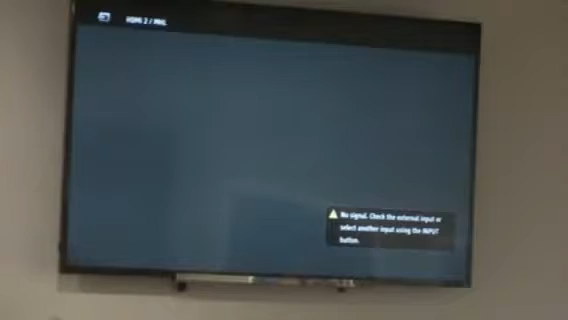 HDMI 2 / MHL
No signal. Check the external input or
select another input using the INPUT
button.